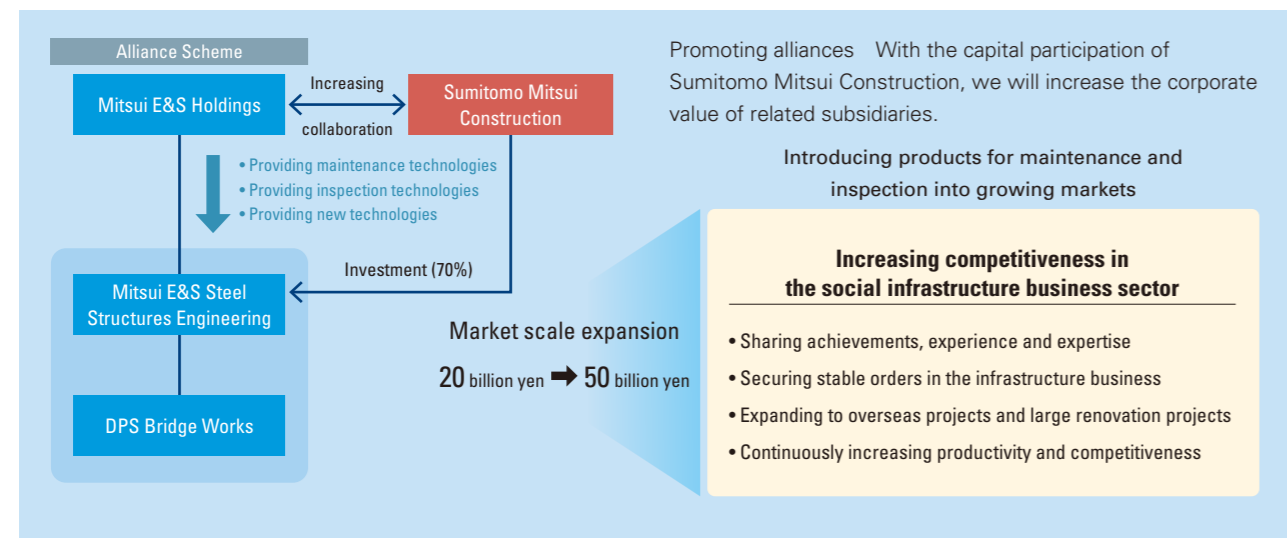 Alliance Scheme
Mitsui E&S Holdings
Increasing
collaboration
Sumitomo Mitsui
Construction
• Providing maintenance technologies
• Providing inspection technologies
• Providing new technologies
Investment (70%)
Mitsui E&S Steel
Structures Engineering
DPS Bridge Works
Promoting alliances With the capital participation of
Sumitomo Mitsui Construction, we will increase the corporate
value of related subsidiaries.
Introducing products for maintenance and
inspection into growing markets
Market scale expansion
20 billion yen ➡ 50 billion yen
Increasing competitiveness in
the social infrastructure business sector
• Sharing achievements, experience and expertise
• Securing stable orders in the infrastructure business
• Expanding to overseas projects and large renovation projects
• Continuously increasing productivity and competitiveness